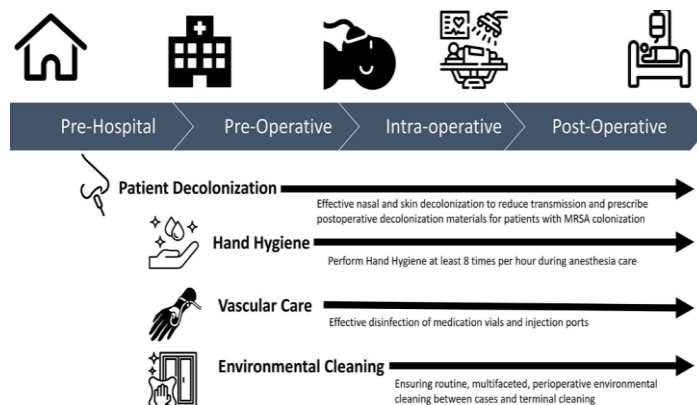 Pre-Hospital
Pre-Operative
Intra-operative
Post-Operative
Patient Decolonization
Effective nasal and skin decolonization to reduce transmission and prescribe
postoperative decolonization materials for patients with MRSA colonization
Hand Hygiene
Perform Hand Hygiene at least 8 times per hour during anesthesia care
Vascular Care
Effective disinfection of medication vials and injection ports
Environmental Cleaning
Ensuring routine, multifaceted, perioperative environmental
cleaning between cases and terminal cleaning